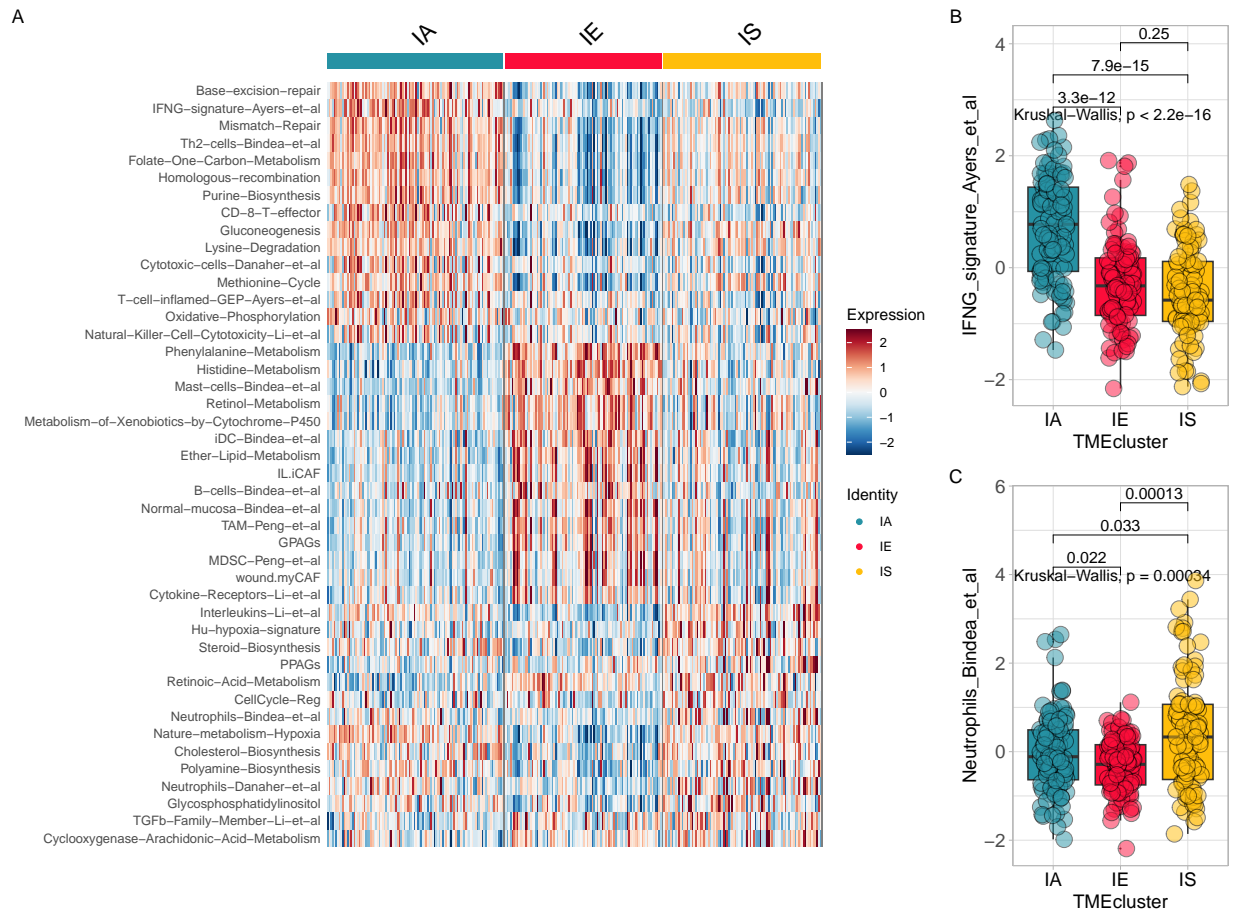 A
IA
IE
IS
Base-excision-repair
IFNG-signature-Ayers-et-al
Mismatch-Repair
Th2-cells-Bindea-et-al
Folate-One-Carbon-Metabolism
Homologous-recombination
Purine-Biosynthesis
CD-8-T-effector
Gluconeogenesis
Lysine-Degradation
Cytotoxic-cells-Danaher-et-al
Methionine-Cycle
T-cell-inflamed-GEP-Ayers-et-al
Oxidative-Phosphorylation
Natural-Killer-Cell-Cytotoxicity-Li-et-al
Phenylalanine-Metabolism
Histidine-Metabolism
Mast-cells-Bindea-et-al
Retinol-Metabolism
Metabolism-of-Xenobiotics-by-Cytochrome-P450
iDC-Bindea-et-al
Ether-Lipid-Metabolism
IL.iCAF
B-cells-Bindea-et-al
Normal-mucosa-Bindea-et-al
TAM-Peng-et-al
GPAGs
MDSC-Peng-et-al
wound.myCAF
Cytokine-Receptors-Li-et-al
Interleukins-Li-et-al
Hu-hypoxia-signature
Steroid-Biosynthesis
PPAGs
Retinoic-Acid-Metabolism
CellCycle-Reg
Neutrophils-Bindea-et-al
Nature-metabolism-Hypoxia
Cholesterol-Biosynthesis
Polyamine-Biosynthesis
Neutrophils-Danaher-et-al
Glycosphosphatidylinositol
TGFb-Family-Member-Li-et-al
Cyclooxygenase-Arachidonic-Acid-Metabolism
Expression
2
1
0
−1
−2
Identity
IA
IE
IS
B
IFNG_signature_Ayers_et_al
4
2
0
−2
0.25
7.9e−15
3.3e−12
Kruskal−Wallis, p < 2.2e−16
IA
IE
IS
TMEcluster
C
Neutrophils_Bindea_et_al
6
4
2
0
−2
0.00013
0.033
0.022
Kruskal−Wallis, p = 0.00034
IA
IE
IS
TMEcluster